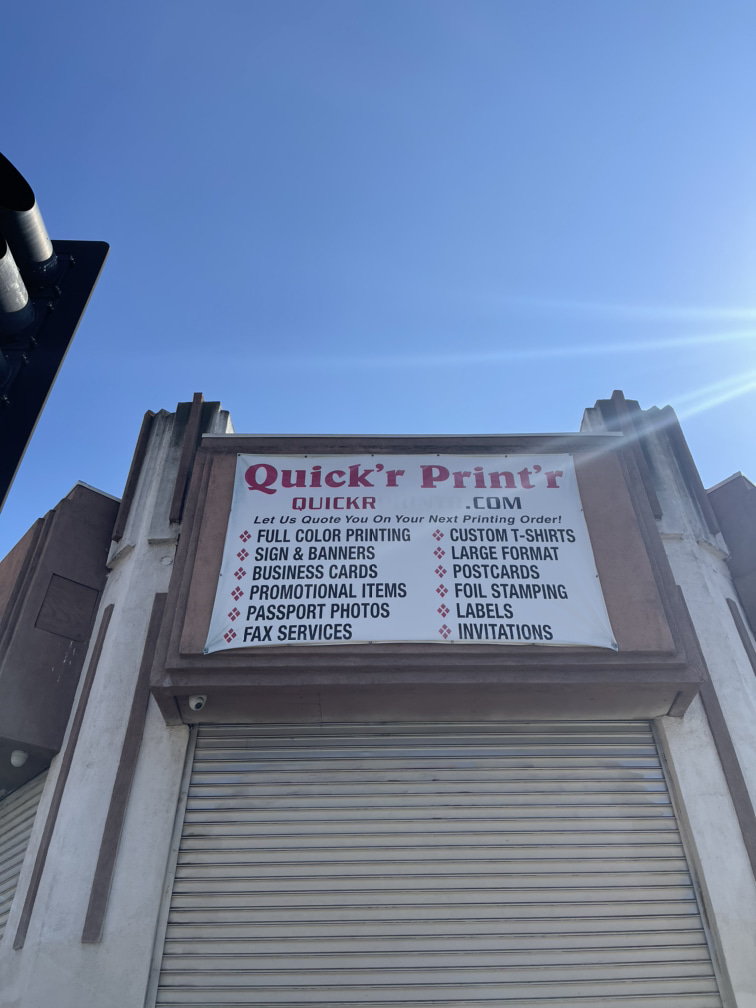 Quick'r Print'r
QUICKR .COM
Let Us Quote You On Your Next Printing Order!
❖ FULL COLOR PRINTING
❖ SIGN & BANNERS
❖ BUSINESS CARDS
❖ PROMOTIONAL ITEMS
❖ PASSPORT PHOTOS
❖ FAX SERVICES
❖ CUSTOM T-SHIRTS
❖ LARGE FORMAT
❖ POSTCARDS
❖ FOIL STAMPING
❖ LABELS
❖ INVITATIONS